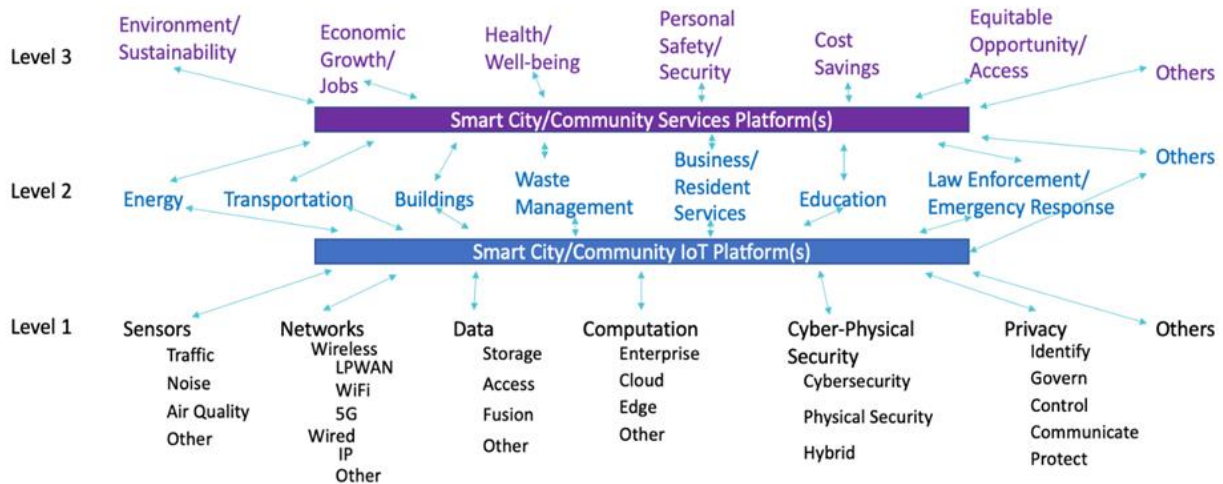 Level 3
Environment/
Sustainability
Economic
Growth/
Jobs
Health/
Well-being
Personal
Safety/
Security
Cost
Savings
Equitable
Opportunity/
Access
Others
Smart City/Community Services Platform(s)
Level 2
Energy
Transportation
Buildings
Waste
Management
Business/
Resident
Services
Education
Law Enforcement/
Emergency Response
Others
Smart City/Community IoT Platform(s)
Level 1
Sensors
Traffic
Noise
Air Quality
Other
Networks
Wireless
LPWAN
WiFi
5G
Wired
IP
Other
Data
Storage
Access
Fusion
Other
Computation
Enterprise
Cloud
Edge
Other
Cyber-Physical
Security
Cybersecurity
Physical Security
Hybrid
Privacy
Identify
Govern
Control
Communicate
Protect
Others